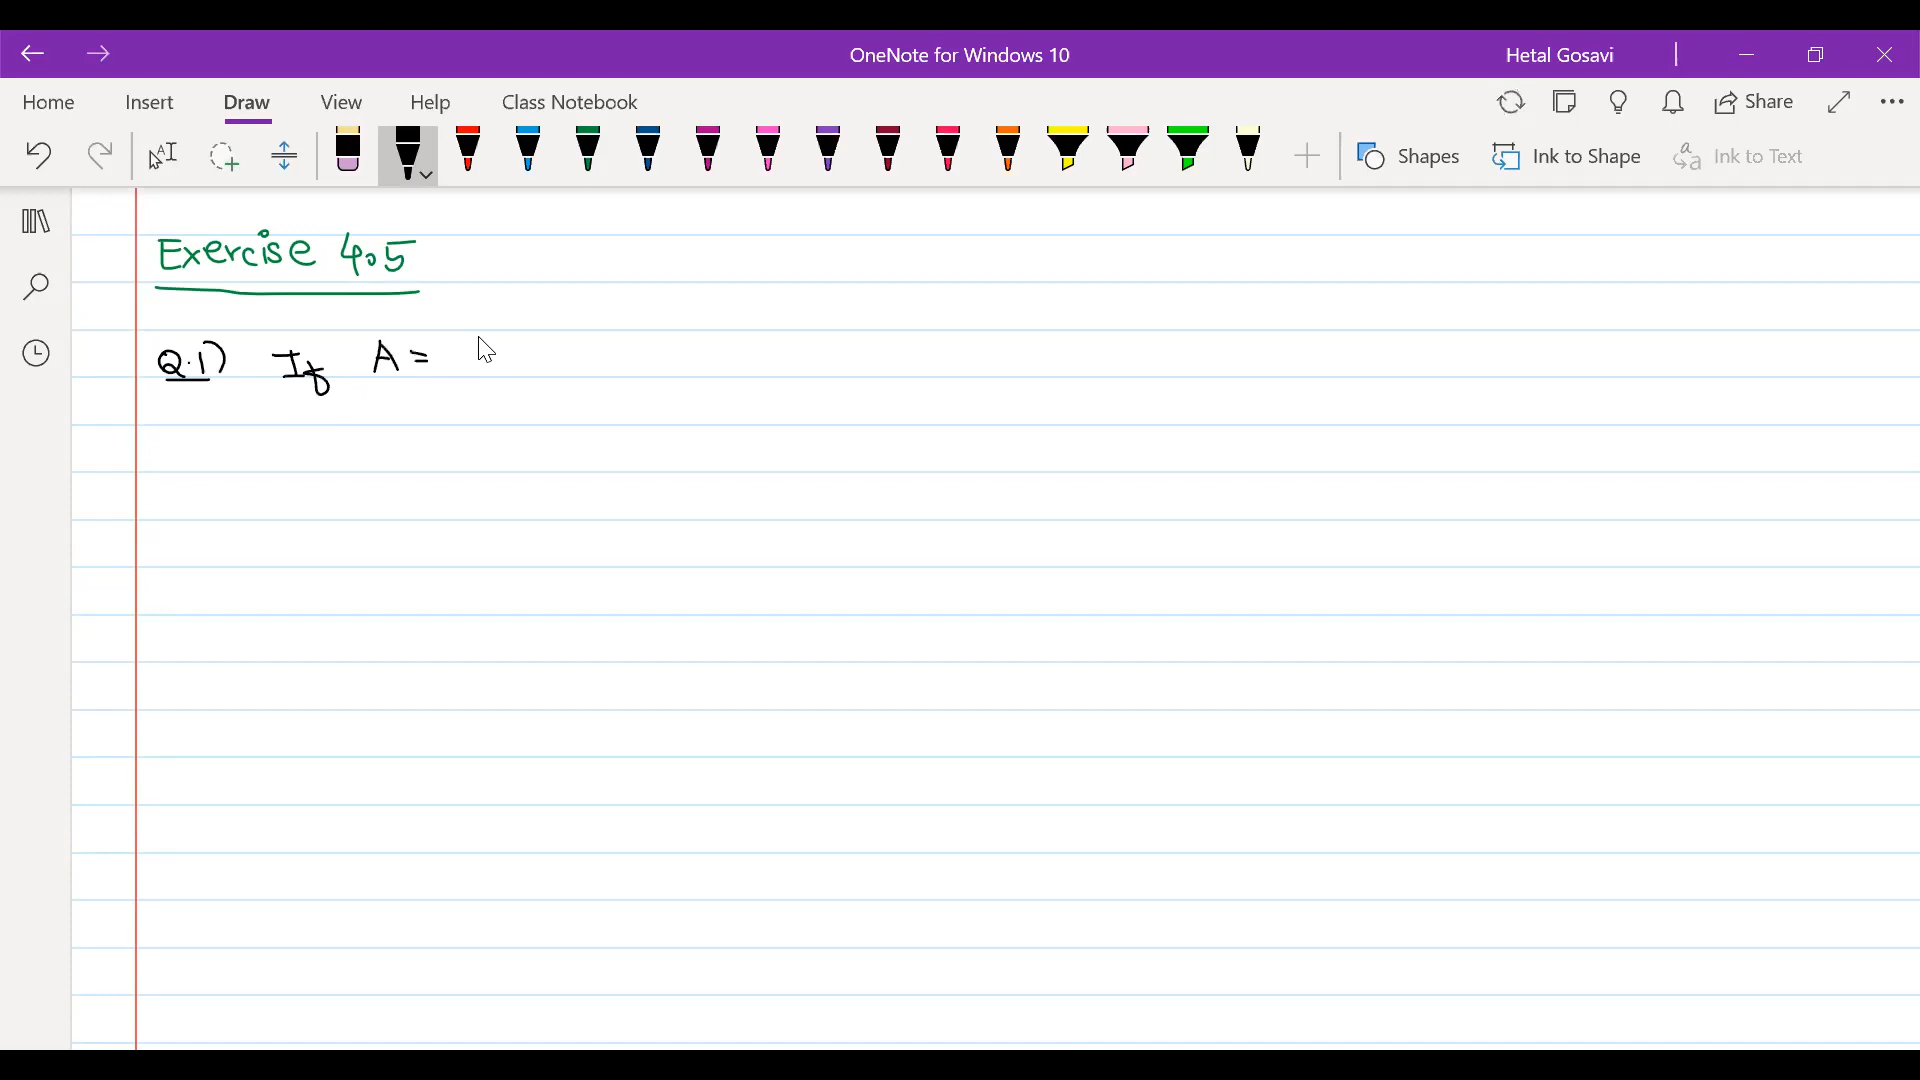 OneNote for Windows 10
Hetal Gosavi
Home Insert Draw View Help Class Notebook Share
Shapes Ink to Shape Ink to Text
Exercise 4.5
Q.1) If A =